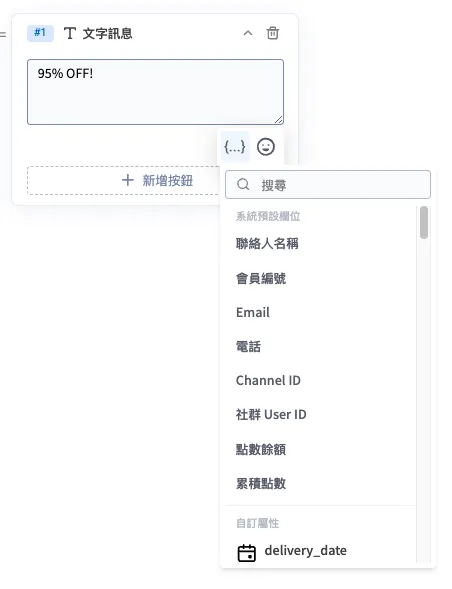 #1 文字訊息
95% OFF!
{...}
新增按鈕
搜尋
系統預設欄位
聯絡人名稱
會員編號
Email
電話
Channel ID
社群 User ID
點數餘額
累積點數
自訂屬性
delivery_date